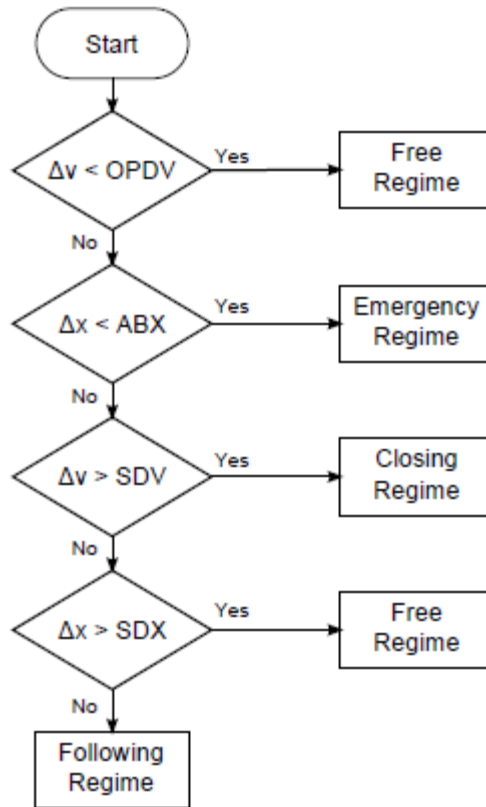 Start
Δv < OPDV
Yes
Free
Regime
No
Δx < ABX
Yes
Emergency
Regime
No
Δv > SDV
Yes
Closing
Regime
No
Δx > SDX
Yes
Free
Regime
No
Following
Regime